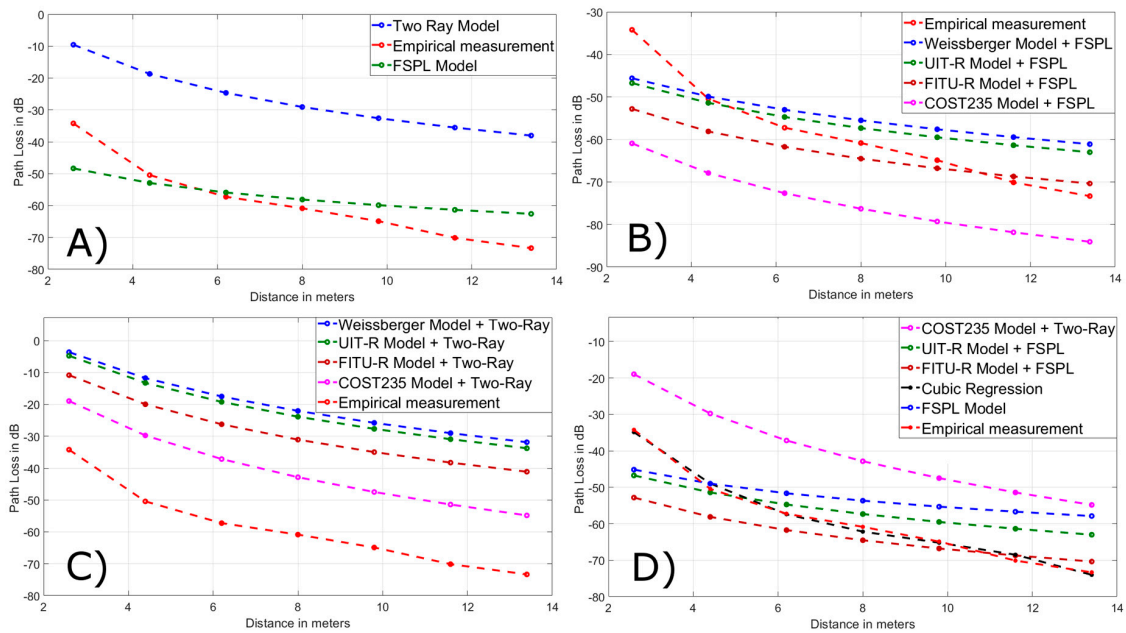 0
-10
-20
-30
-40
-50
-60
-70
-80
2
4
6
8
10
12
14
Path Loss in dB
Distance in meters
Two Ray Model
Empirical measurement
FSPL Model
A)
-30
-40
-50
-60
-70
-80
-90
2
4
6
8
10
12
14
Path Loss in dB
Distance in meters
Empirical measurement
Weissberger Model + FSPL
UIT-R Model + FSPL
FITU-R Model + FSPL
COST235 Model + FSPL
B)
0
-10
-20
-30
-40
-50
-60
-70
-80
2
4
6
8
10
12
14
Path Loss in dB
Distance in meters
Weissberger Model + Two-Ray
UIT-R Model + Two-Ray
FITU-R Model + Two-Ray
COST235 Model + Two-Ray
Empirical measurement
C)
-10
-20
-30
-40
-50
-60
-70
-80
2
4
6
8
10
12
14
Path Loss in dB
Distance in meters
COST235 Model + Two-Ray
UIT-R Model + FSPL
FITU-R Model + FSPL
Cubic Regression
FSPL Model
Empirical measurement
D)